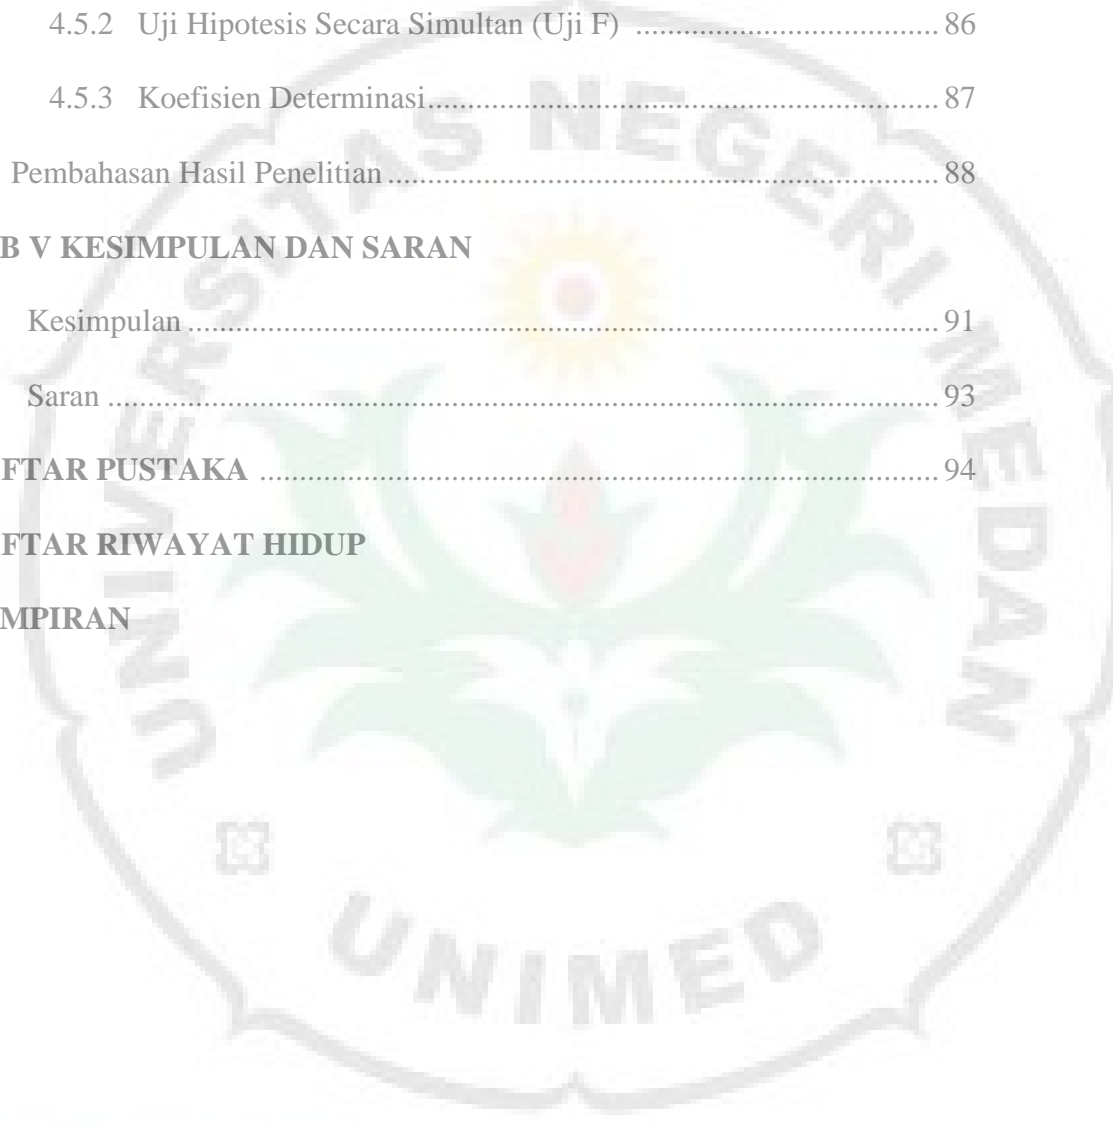 4.5.2 Uji Hipotesis Secara Simultan (Uji F) .................................. 86
4.5.3 Koefisien Determinasi......................................................... 87
Pembahasan Hasil Penelitian ............................................................. 88
B V KESIMPULAN DAN SARAN
Kesimpulan ................................................................................... 91
Saran ............................................................................................ 93
FTAR PUSTAKA ........................................................................... 94
FTAR RIWAYAT HIDUP
MPIRAN
UNIVERSITAS NEGERI MEDAN
UNIMED